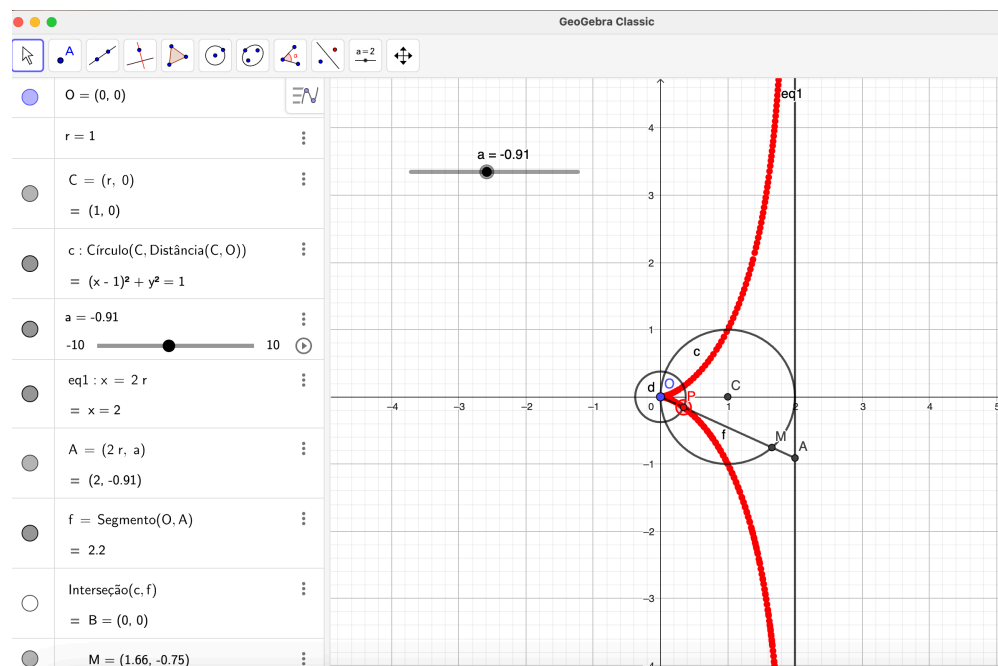 GeoGebra Classic
A
a=2
O = (0, 0)
r = 1
C = (r, 0)
= (1, 0)
c : Círculo(C, Distância(C, O))
= (x - 1)² + y² = 1
a = -0.91
-10
10
eq1 : x = 2 r
= x = 2
A = (2 r, a)
= (2, -0.91)
f = Segmento(O, A)
= 2.2
Interseção(c, f)
= B = (0, 0)
M = (1.66, -0.75)
eq1
4
a = -0.91
3
2
1
c
d
O
P
C
–4
–3
–2
–1
0
1
2
3
4
5
f
M
A
–1
–2
–3
–4